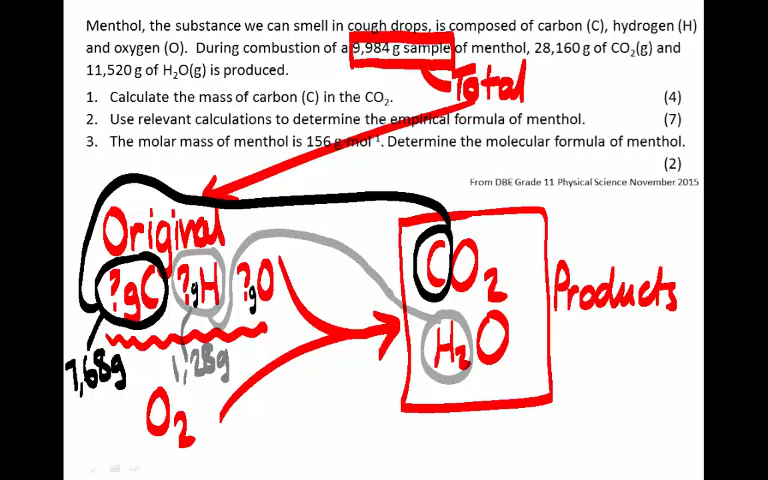 Menthol, the substance we can smell in cough drops, is composed of carbon (C), hydrogen (H)
and oxygen (O). During combustion of a 9,984 g sample of menthol, 28,160 g of CO₂(g) and
11,520 g of H₂O(g) is produced.
Total
1. Calculate the mass of carbon (C) in the CO₂. (4)
2. Use relevant calculations to determine the empirical formula of menthol. (7)
3. The molar mass of menthol is 156 g mol⁻¹. Determine the molecular formula of menthol.
(2)
From DBE Grade 11 Physical Science November 2015
Original
?gC ?gH ?gO
CO₂
Products
H₂O
7,68g 1,28g
O₂